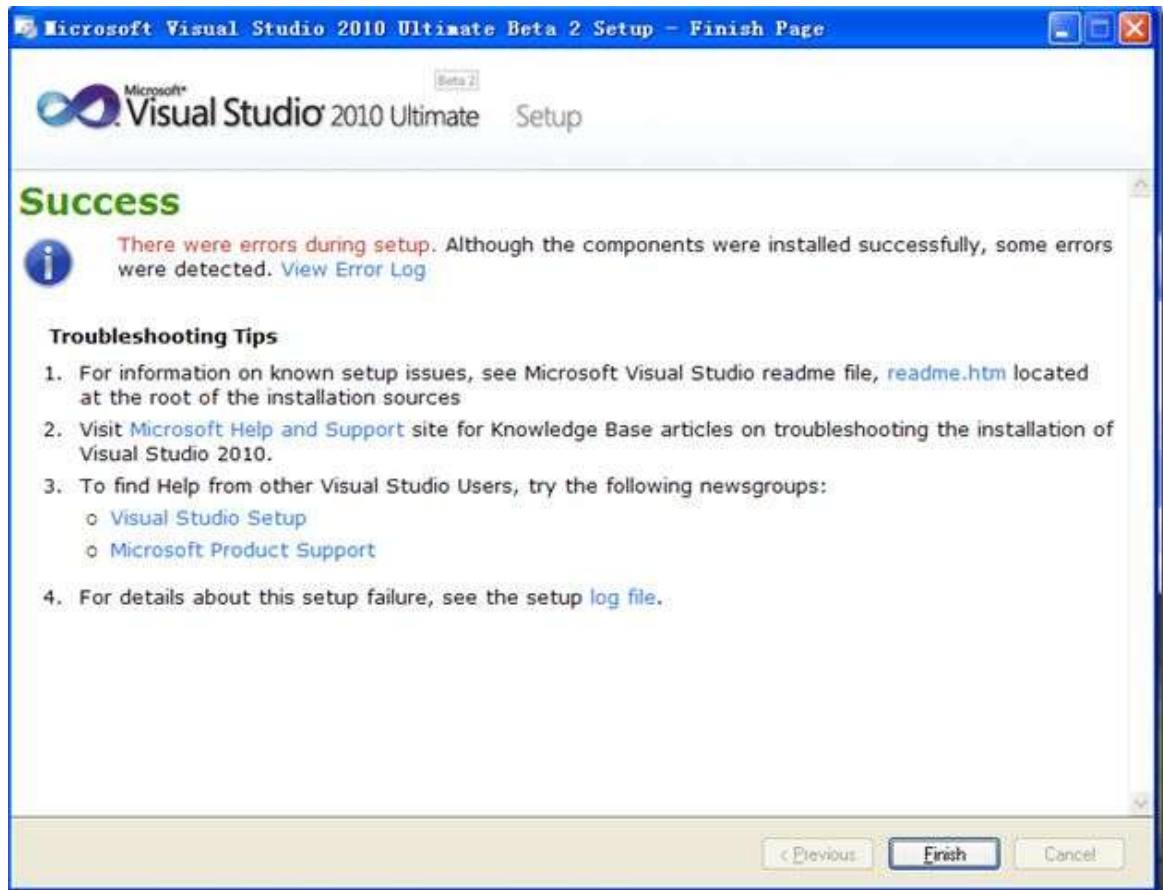 Microsoft Visual Studio 2010 Ultimate Beta 2 Setup - Finish Page
Beta 2
Microsoft®
Visual Studio® 2010 Ultimate Setup
Success
There were errors during setup. Although the components were installed successfully, some errors
were detected. View Error Log
Troubleshooting Tips
1. For information on known setup issues, see Microsoft Visual Studio readme file, readme.htm located
at the root of the installation sources
2. Visit Microsoft Help and Support site for Knowledge Base articles on troubleshooting the installation of
Visual Studio 2010.
3. To find Help from other Visual Studio Users, try the following newsgroups:
o Visual Studio Setup
o Microsoft Product Support
4. For details about this setup failure, see the setup log file.
< Previous Finish Cancel